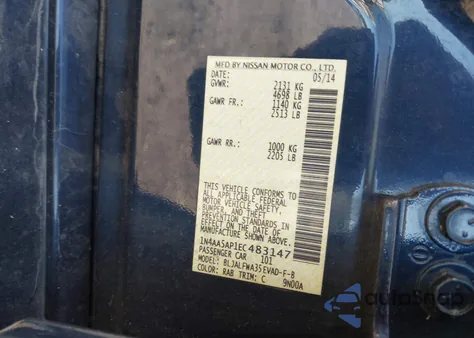 MFD BY NISSAN MOTOR CO., LTD.
DATE: 05/14
GVWR: 2131 KG
4698 LB
GAWR FR.: 1140 KG
2513 LB
GAWR RR.: 1000 KG
2205 LB
THIS VEHICLE CONFORMS TO
ALL APPLICABLE FEDERAL
MOTOR VEHICLE SAFETY,
BUMPER, AND THEFT
PREVENTION STANDARDS
IN EFFECT ON THE DATE OF
MANUFACTURE SHOWN ABOVE.
1N4AA5AP1EC483147
PASSENGER CAR 101
MODEL: BLJALFWA35EVAD-F-B
COLOR: RAB TRIM: C 9N00A
autoSnap